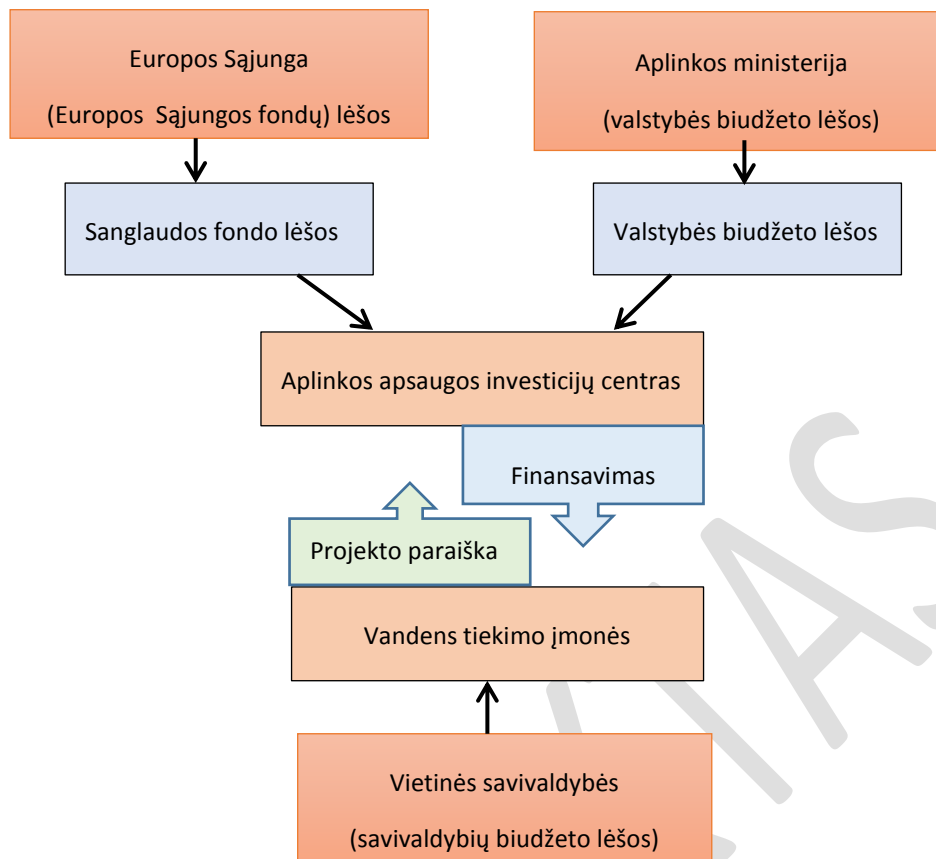 Europos Sąjunga
(Europos Sąjungos fondų) lėšos
Aplinkos ministerija
(valstybės biudžeto lėšos)
Sanglaudos fondo lėšos
Valstybės biudžeto lėšos
Aplinkos apsaugos investicijų centras
Finansavimas
Projekto paraiška
Vandens tiekimo įmonės
Vietinės savivaldybės
(savivaldybių biudžeto lėšos)